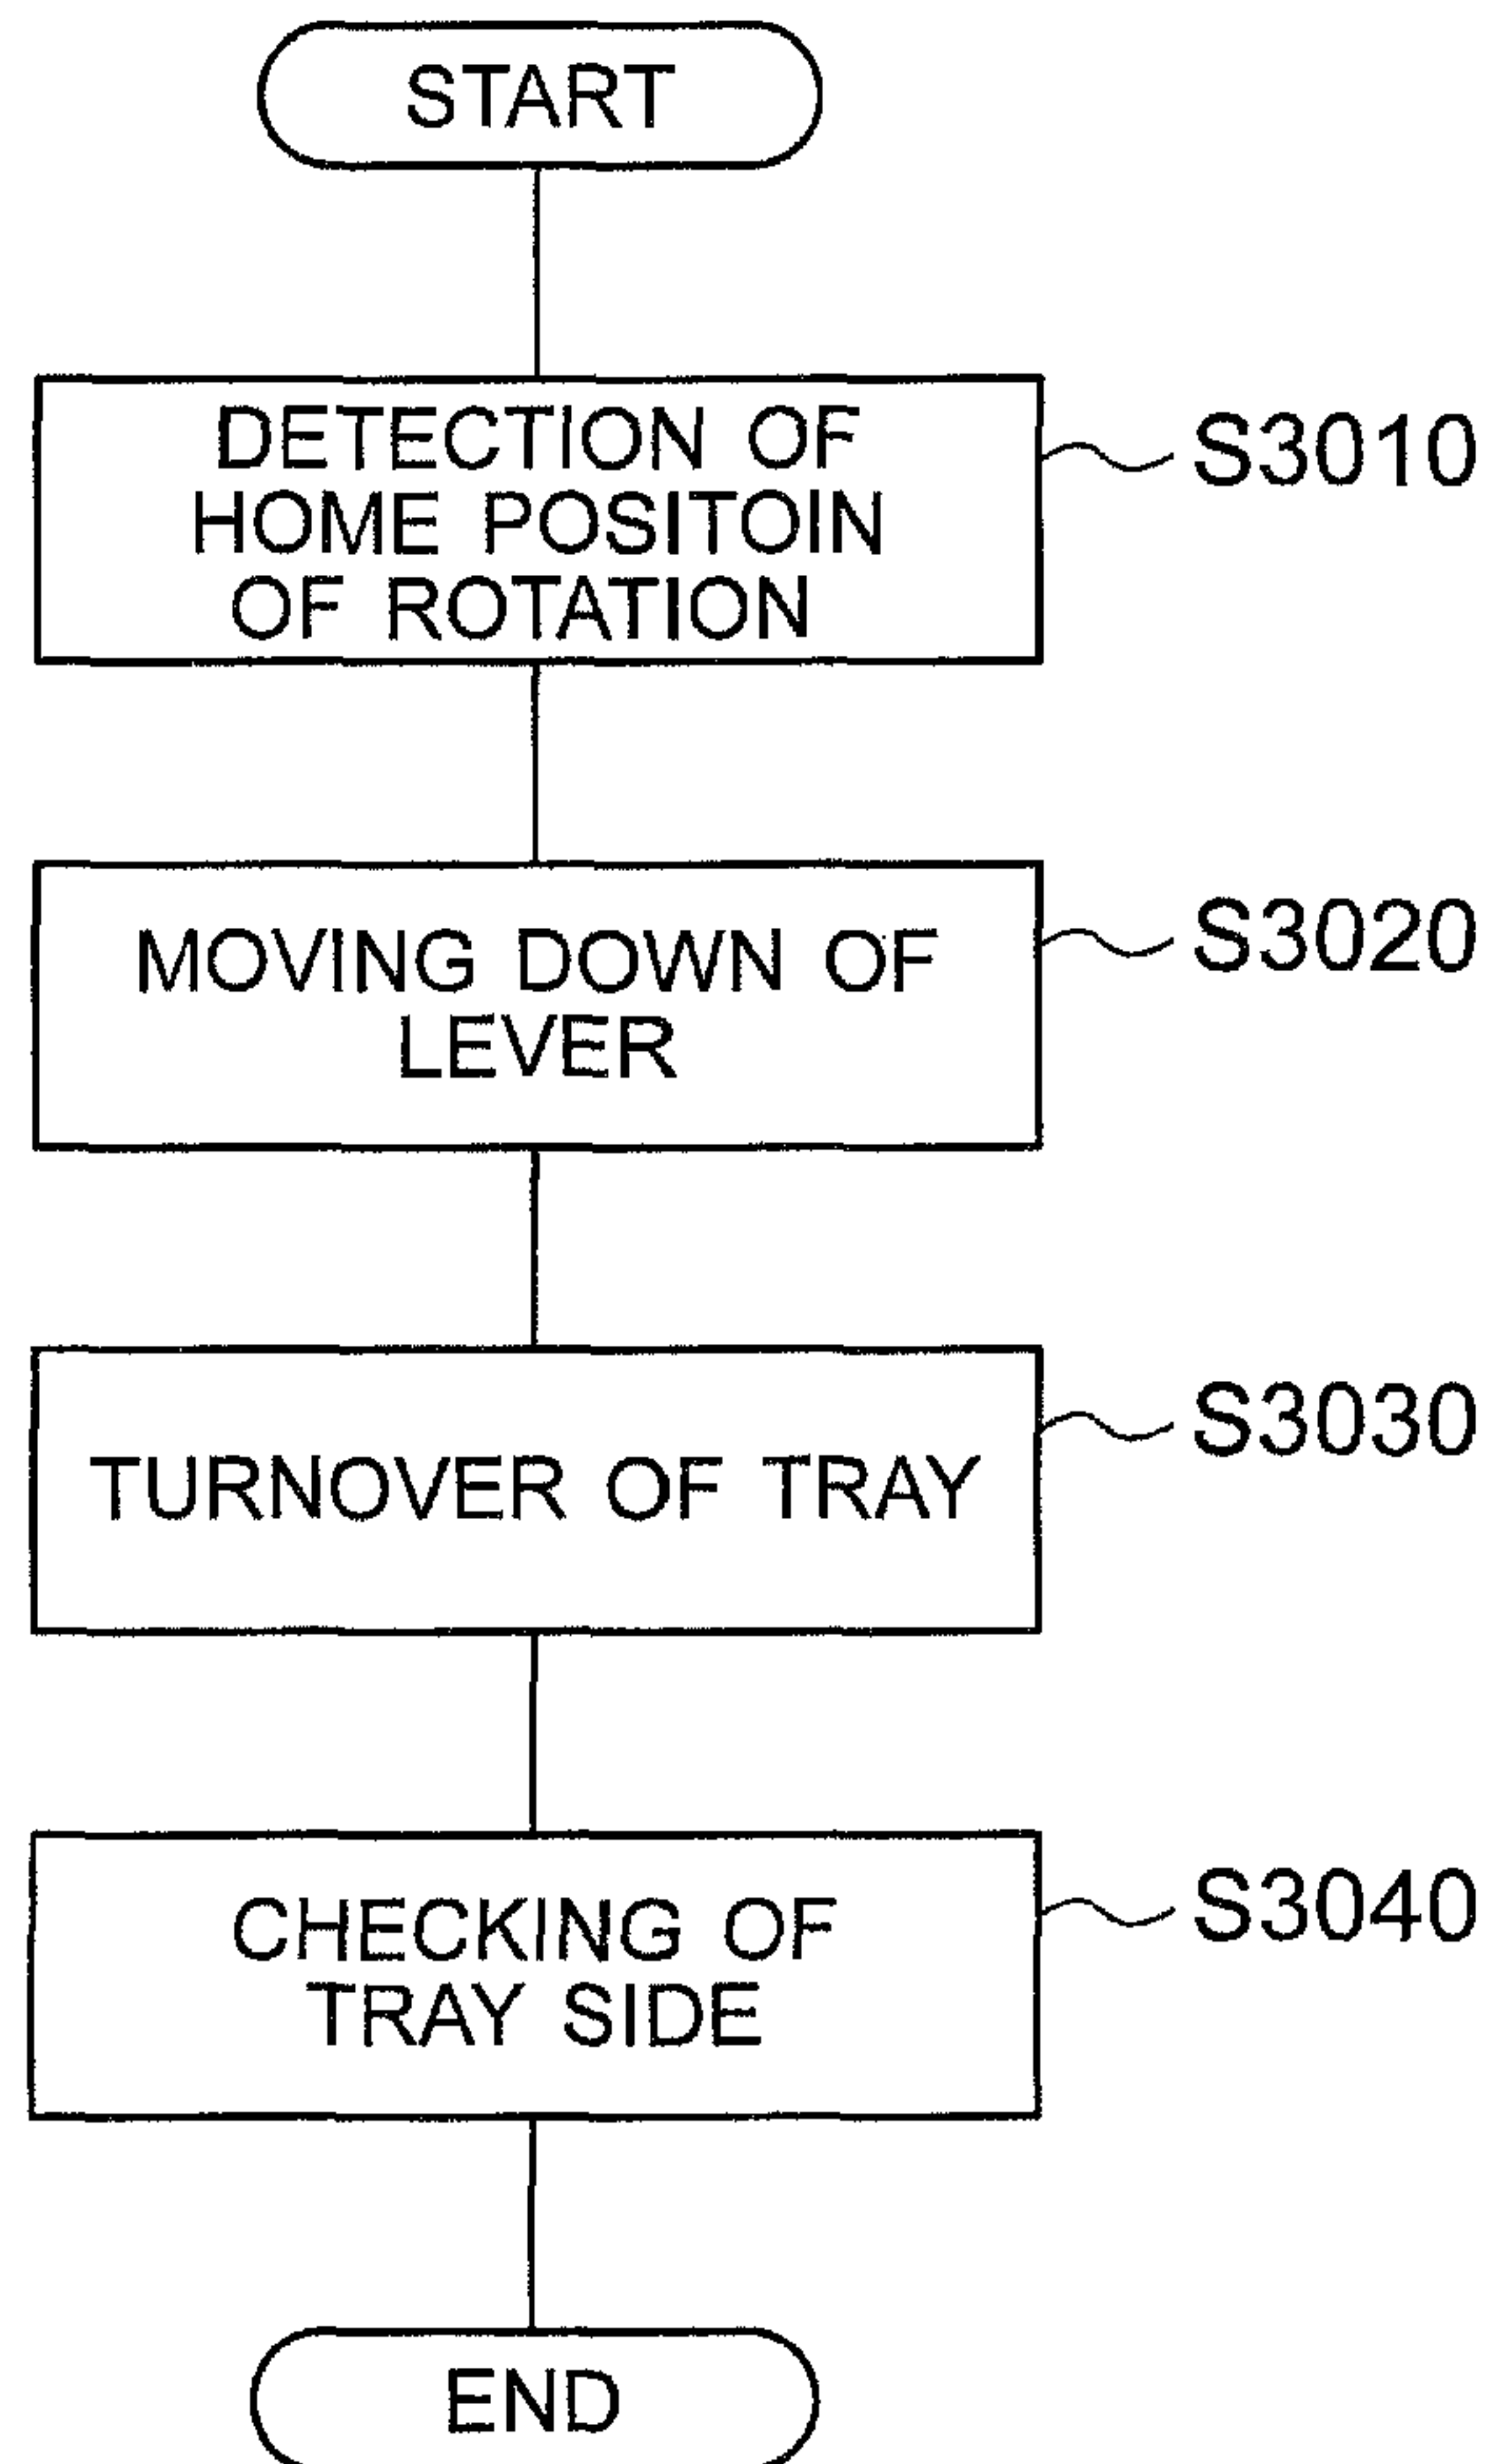 START
DETECTION OF
HOME POSITOIN
OF ROTATION
S3010
MOVING DOWN OF
LEVER
S3020
TURNOVER OF TRAY
S3030
CHECKING OF
TRAY SIDE
S3040
END